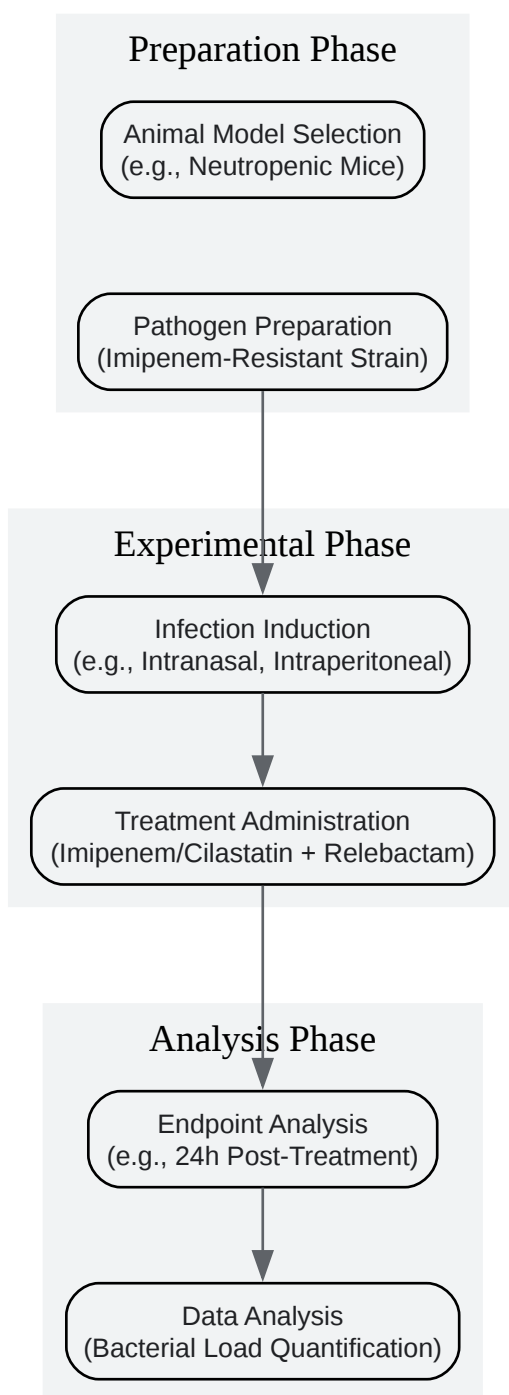 Preparation Phase
Animal Model Selection
(e.g., Neutropenic Mice)
Pathogen Preparation
(Imipenem-Resistant Strain)
Experimental Phase
Infection Induction
(e.g., Intranasal, Intraperitoneal)
Treatment Administration
(Imipenem/Cilastatin + Relebactam)
Analysis Phase
Endpoint Analysis
(e.g., 24h Post-Treatment)
Data Analysis
(Bacterial Load Quantification)